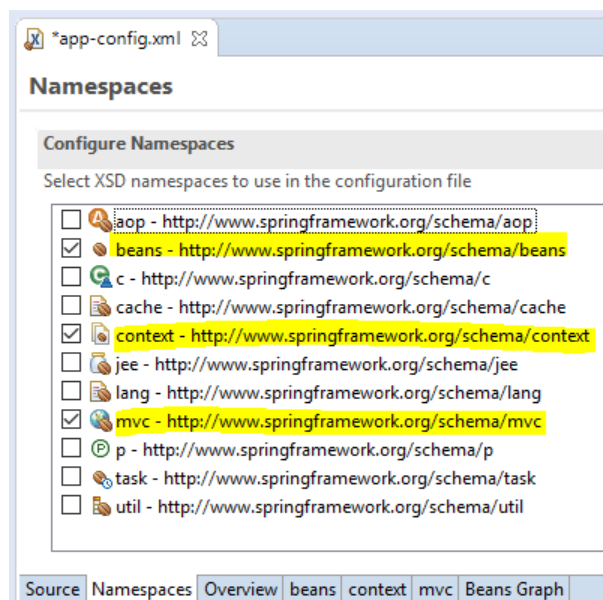 *app-config.xml
Namespaces
Configure Namespaces
Select XSD namespaces to use in the configuration file
aop - http://www.springframework.org/schema/aop
beans - http://www.springframework.org/schema/beans
c - http://www.springframework.org/schema/c
cache - http://www.springframework.org/schema/cache
context - http://www.springframework.org/schema/context
jee - http://www.springframework.org/schema/jee
lang - http://www.springframework.org/schema/lang
mvc - http://www.springframework.org/schema/mvc
p - http://www.springframework.org/schema/p
task - http://www.springframework.org/schema/task
util - http://www.springframework.org/schema/util
Source Namespaces Overview beans context mvc Beans Graph